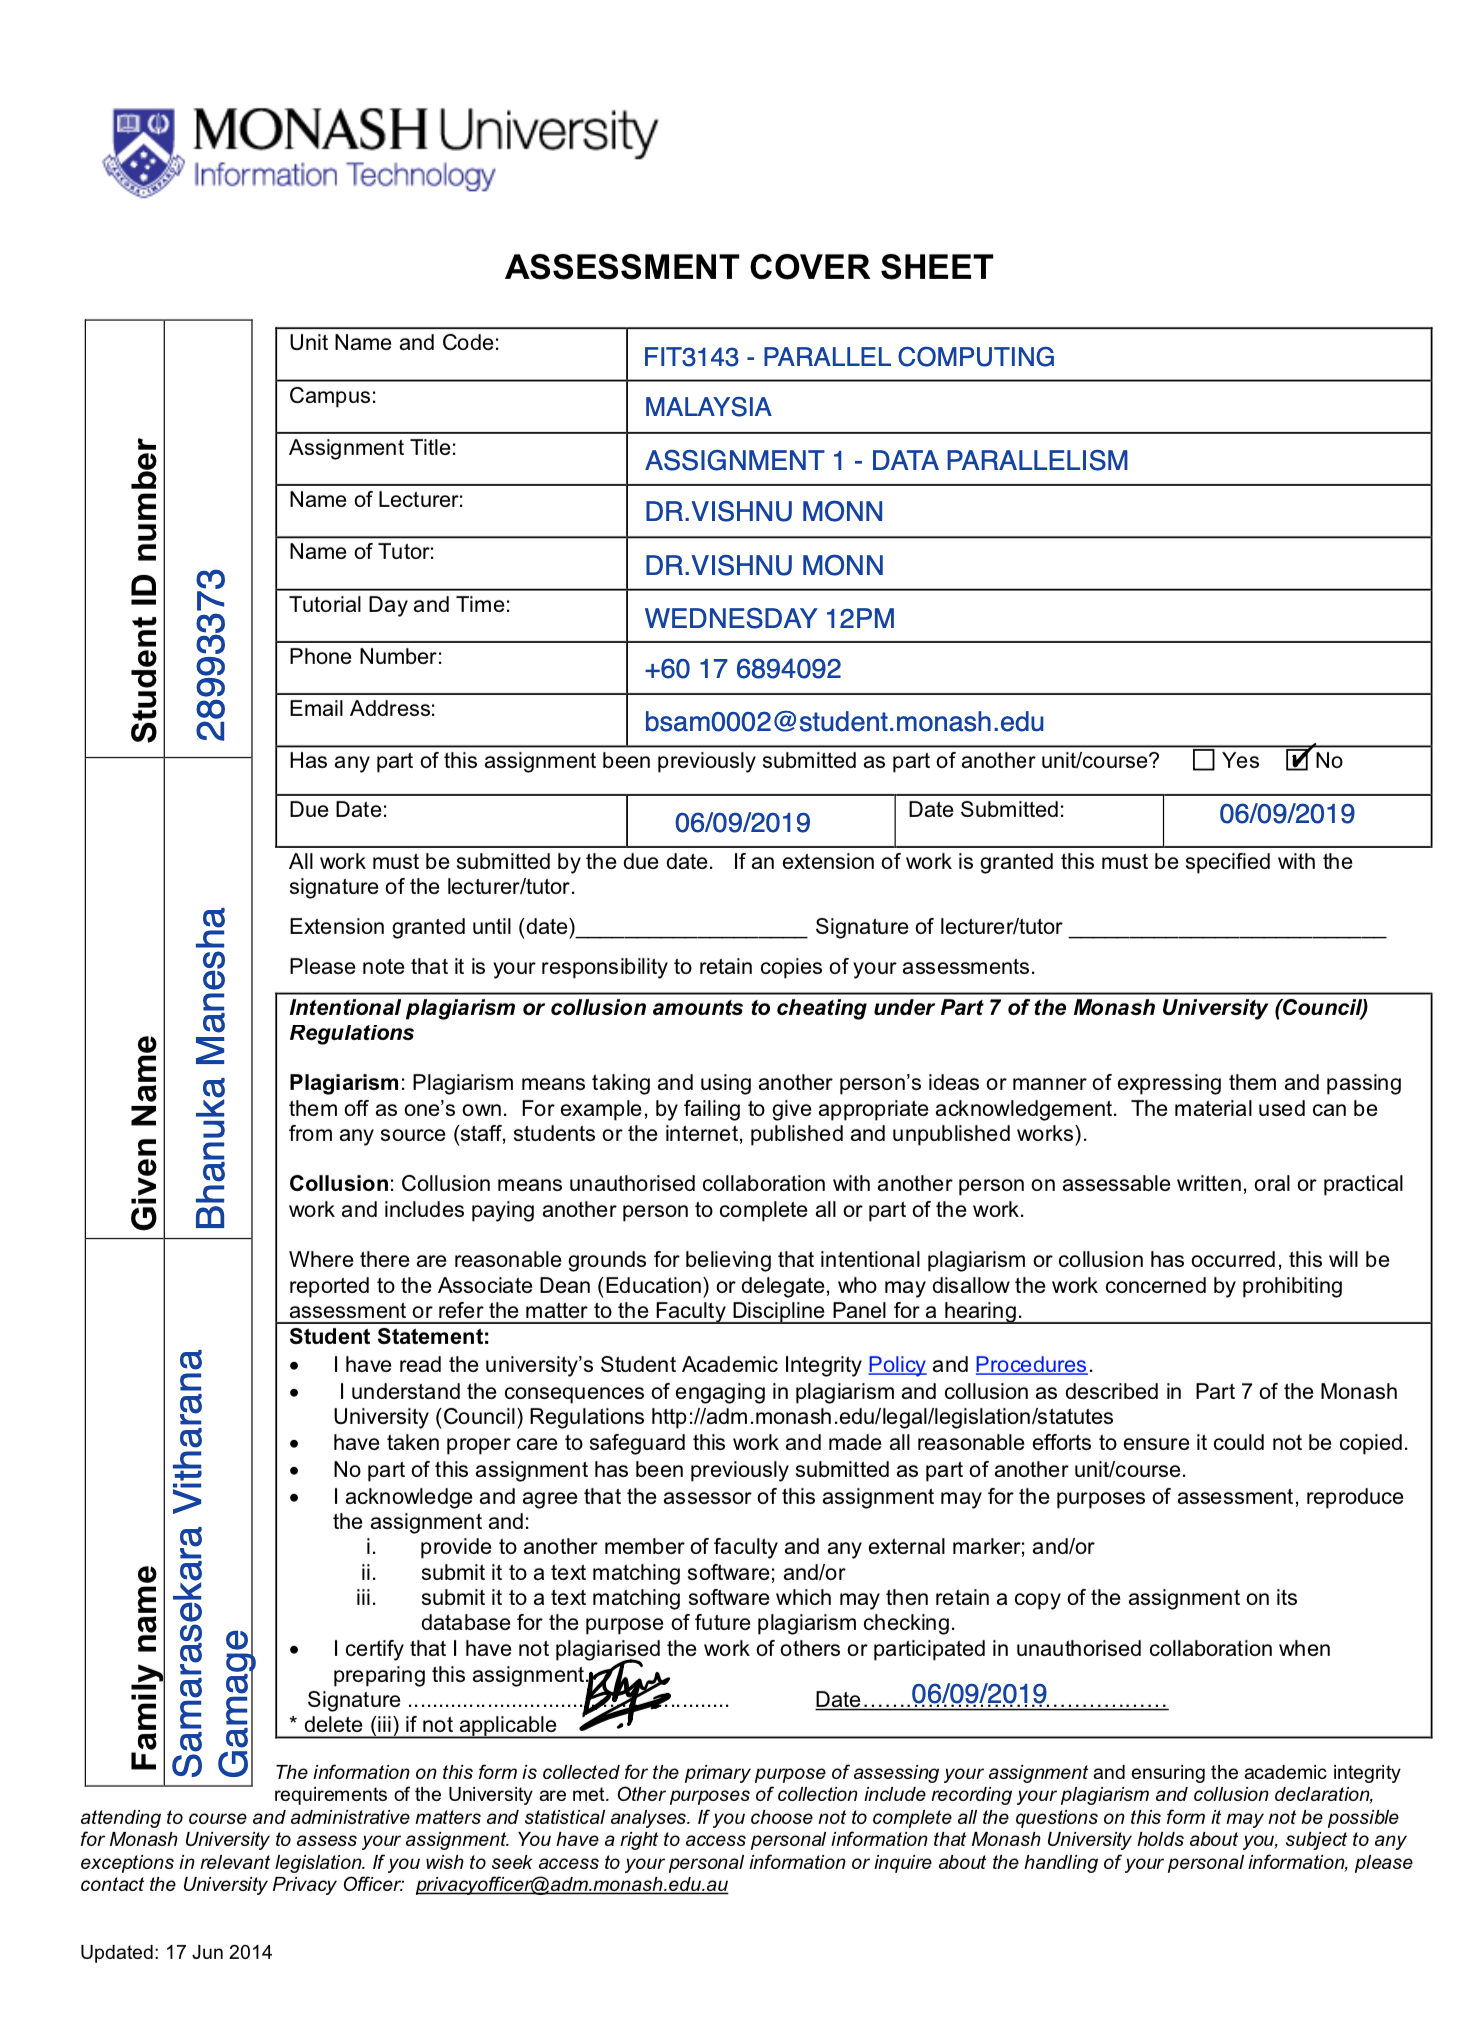 MONASH University
Information Technology
ASSESSMENT COVER SHEET
Student ID number
28993373
Given Name
Bhanuka Manesha
Family name
Samarasekara Vitharana
Gamage
Unit Name and Code: FIT3143 - PARALLEL COMPUTING
Campus: MALAYSIA
Assignment Title: ASSIGNMENT 1 - DATA PARALLELISM
Name of Lecturer: DR.VISHNU MONN
Name of Tutor: DR.VISHNU MONN
Tutorial Day and Time: WEDNESDAY 12PM
Phone Number: +60 17 6894092
Email Address: bsam0002@student.monash.edu
Has any part of this assignment been previously submitted as part of another unit/course? ☐ Yes ☑ No
Due Date: 06/09/2019 Date Submitted: 06/09/2019
All work must be submitted by the due date. If an extension of work is granted this must be specified with the
signature of the lecturer/tutor.
Extension granted until (date)___________________ Signature of lecturer/tutor __________________________
Please note that it is your responsibility to retain copies of your assessments.
Intentional plagiarism or collusion amounts to cheating under Part 7 of the Monash University (Council)
Regulations
Plagiarism: Plagiarism means taking and using another person’s ideas or manner of expressing them and passing
them off as one’s own. For example, by failing to give appropriate acknowledgement. The material used can be
from any source (staff, students or the internet, published and unpublished works).
Collusion: Collusion means unauthorised collaboration with another person on assessable written, oral or practical
work and includes paying another person to complete all or part of the work.
Where there are reasonable grounds for believing that intentional plagiarism or collusion has occurred, this will be
reported to the Associate Dean (Education) or delegate, who may disallow the work concerned by prohibiting
assessment or refer the matter to the Faculty Discipline Panel for a hearing.
Student Statement:
• I have read the university’s Student Academic Integrity Policy and Procedures.
• I understand the consequences of engaging in plagiarism and collusion as described in Part 7 of the Monash
University (Council) Regulations http://adm.monash.edu/legal/legislation/statutes
• have taken proper care to safeguard this work and made all reasonable efforts to ensure it could not be copied.
• No part of this assignment has been previously submitted as part of another unit/course.
• I acknowledge and agree that the assessor of this assignment may for the purposes of assessment, reproduce
the assignment and:
i. provide to another member of faculty and any external marker; and/or
ii. submit it to a text matching software; and/or
iii. submit it to a text matching software which may then retain a copy of the assignment on its
database for the purpose of future plagiarism checking.
• I certify that I have not plagiarised the work of others or participated in unauthorised collaboration when
preparing this assignment.
Signature .................................................... Date……06/09/2019…………………
* delete (iii) if not applicable
The information on this form is collected for the primary purpose of assessing your assignment and ensuring the academic integrity
requirements of the University are met. Other purposes of collection include recording your plagiarism and collusion declaration,
attending to course and administrative matters and statistical analyses. If you choose not to complete all the questions on this form it may not be possible
for Monash University to assess your assignment. You have a right to access personal information that Monash University holds about you, subject to any
exceptions in relevant legislation. If you wish to seek access to your personal information or inquire about the handling of your personal information, please
contact the University Privacy Officer: privacyofficer@adm.monash.edu.au
Updated: 17 Jun 2014